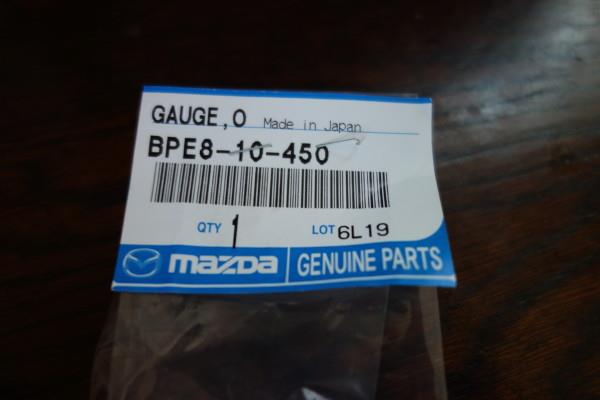 GAUGE,O Made in Japan
BPE8-10-450
QTY 1 LOT 6L19
mazda GENUINE PARTS